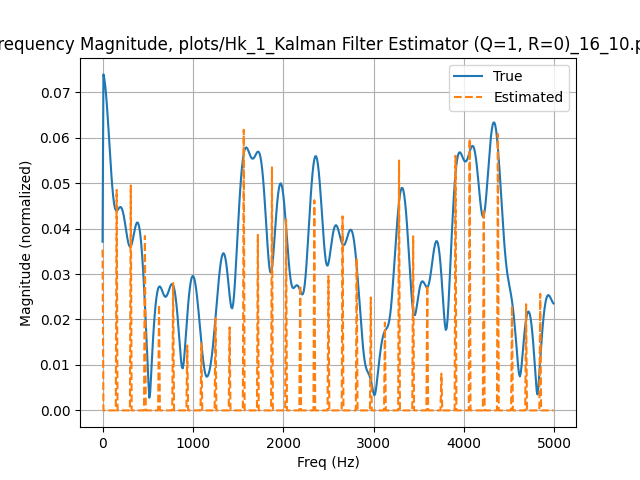 requency Magnitude, plots/Hk_1_Kalman Filter Estimator (Q=1, R=0)_16_10.p
True
Estimated
Magnitude (normalized)
0.07
0.06
0.05
0.04
0.03
0.02
0.01
0.00
0 1000 2000 3000 4000 5000
Freq (Hz)